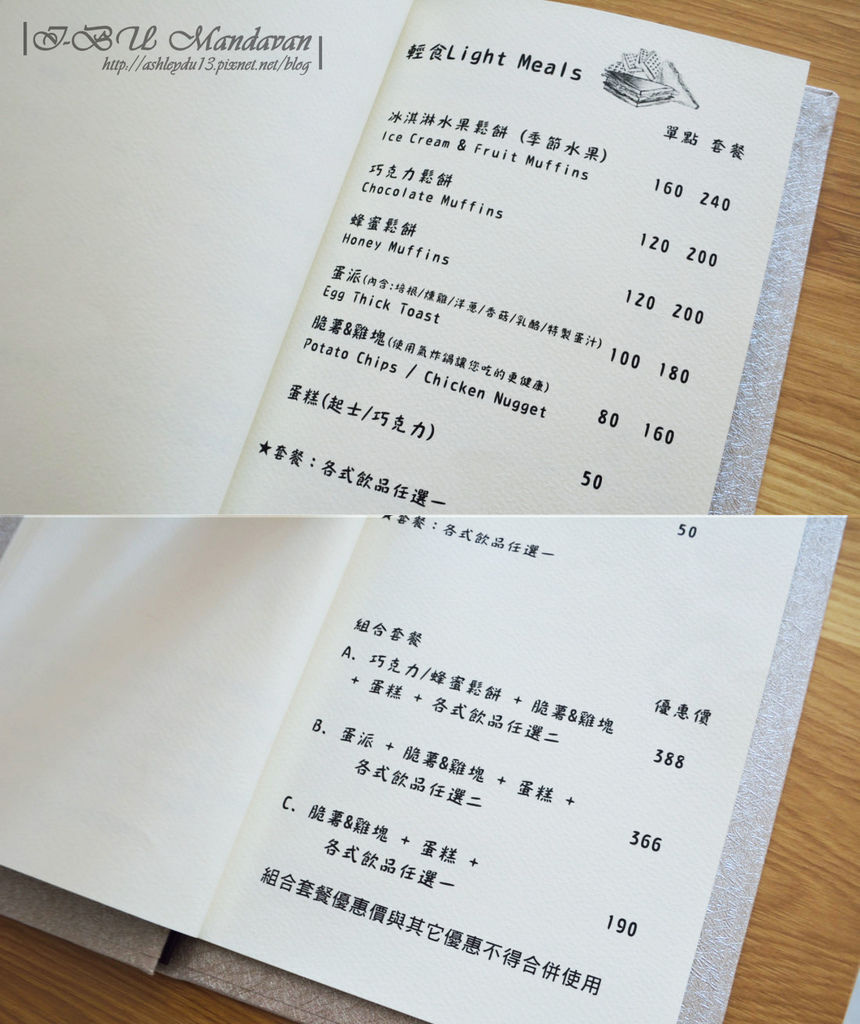 I-BU Mandavan
http://ashleydu13.pixnet.net/blog
輕食Light Meals
單點 套餐
冰淇淋水果鬆餅 (季節水果)
Ice Cream & Fruit Muffins
160 240
巧克力鬆餅
Chocolate Muffins
120 200
蜂蜜鬆餅
Honey Muffins
120 200
蛋派(內含:培根/燻雞/洋蔥/香菇/乳酪/特製蛋汁)
Egg Thick Toast
100 180
脆薯&雞塊(使用氣炸鍋讓您吃的更健康)
Potato Chips / Chicken Nugget
80 160
蛋糕(起士/巧克力)
50
★套餐：各式飲品任選一
50
★套餐：各式飲品任選一
組合套餐
優惠價
A. 巧克力/蜂蜜鬆餅 + 脆薯&雞塊
+ 蛋糕 + 各式飲品任選二
388
B. 蛋派 + 脆薯&雞塊 + 蛋糕 +
各式飲品任選二
366
C. 脆薯&雞塊 + 蛋糕 +
各式飲品任選一
190
組合套餐優惠價與其它優惠不得合併使用